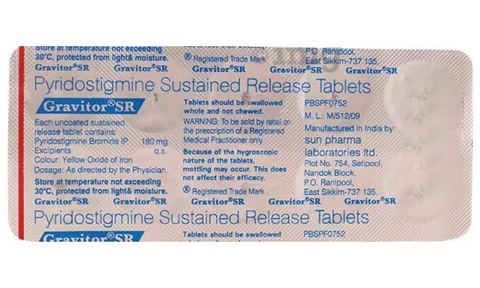 Store at temperature not exceeding
30°C, protected from light& moisture.
Gravitor®SR Gravitor®SR Gravitor®SR Gravitor®SR Gravitor®SR
® Registered Trade Mark
P.O. Ranipool,
East Sikkim-737 135.
Pyridostigmine Sustained Release Tablets
Gravitor®SR
Each uncoated sustained
release tablet contains:
Pyridostigmine Bromide IP 180 mg
Excipients q.s.
Colour: Yellow Oxide of Iron
Dosage: As directed by the Physician.
Store at temperature not exceeding
30°C, protected from light& moisture.
Tablets should be swallowed
whole and not chewed.
WARNING: To be sold by retail on
the prescription of a Registered
Medical Practitioner only
Because of the hygroscopic
nature of the tablets,
mottling may occur. This does
not affect their efficacy.
® Registered Trade Mark
PBSPF0752
M. L.: M/512/09
Manufactured in India by:
sun pharma
laboratories ltd.
Plot No. 754, Setipool,
Nandok Block,
P.O. Ranipool,
East Sikkim-737 135.
Gravitor®SR Gravitor®SR Gravitor®SR Gravitor®SR Gravitor®SR
Pyridostigmine Sustained Release Tablets
Gravitor®SR
Tablets should be swallowed
PBSPF0752